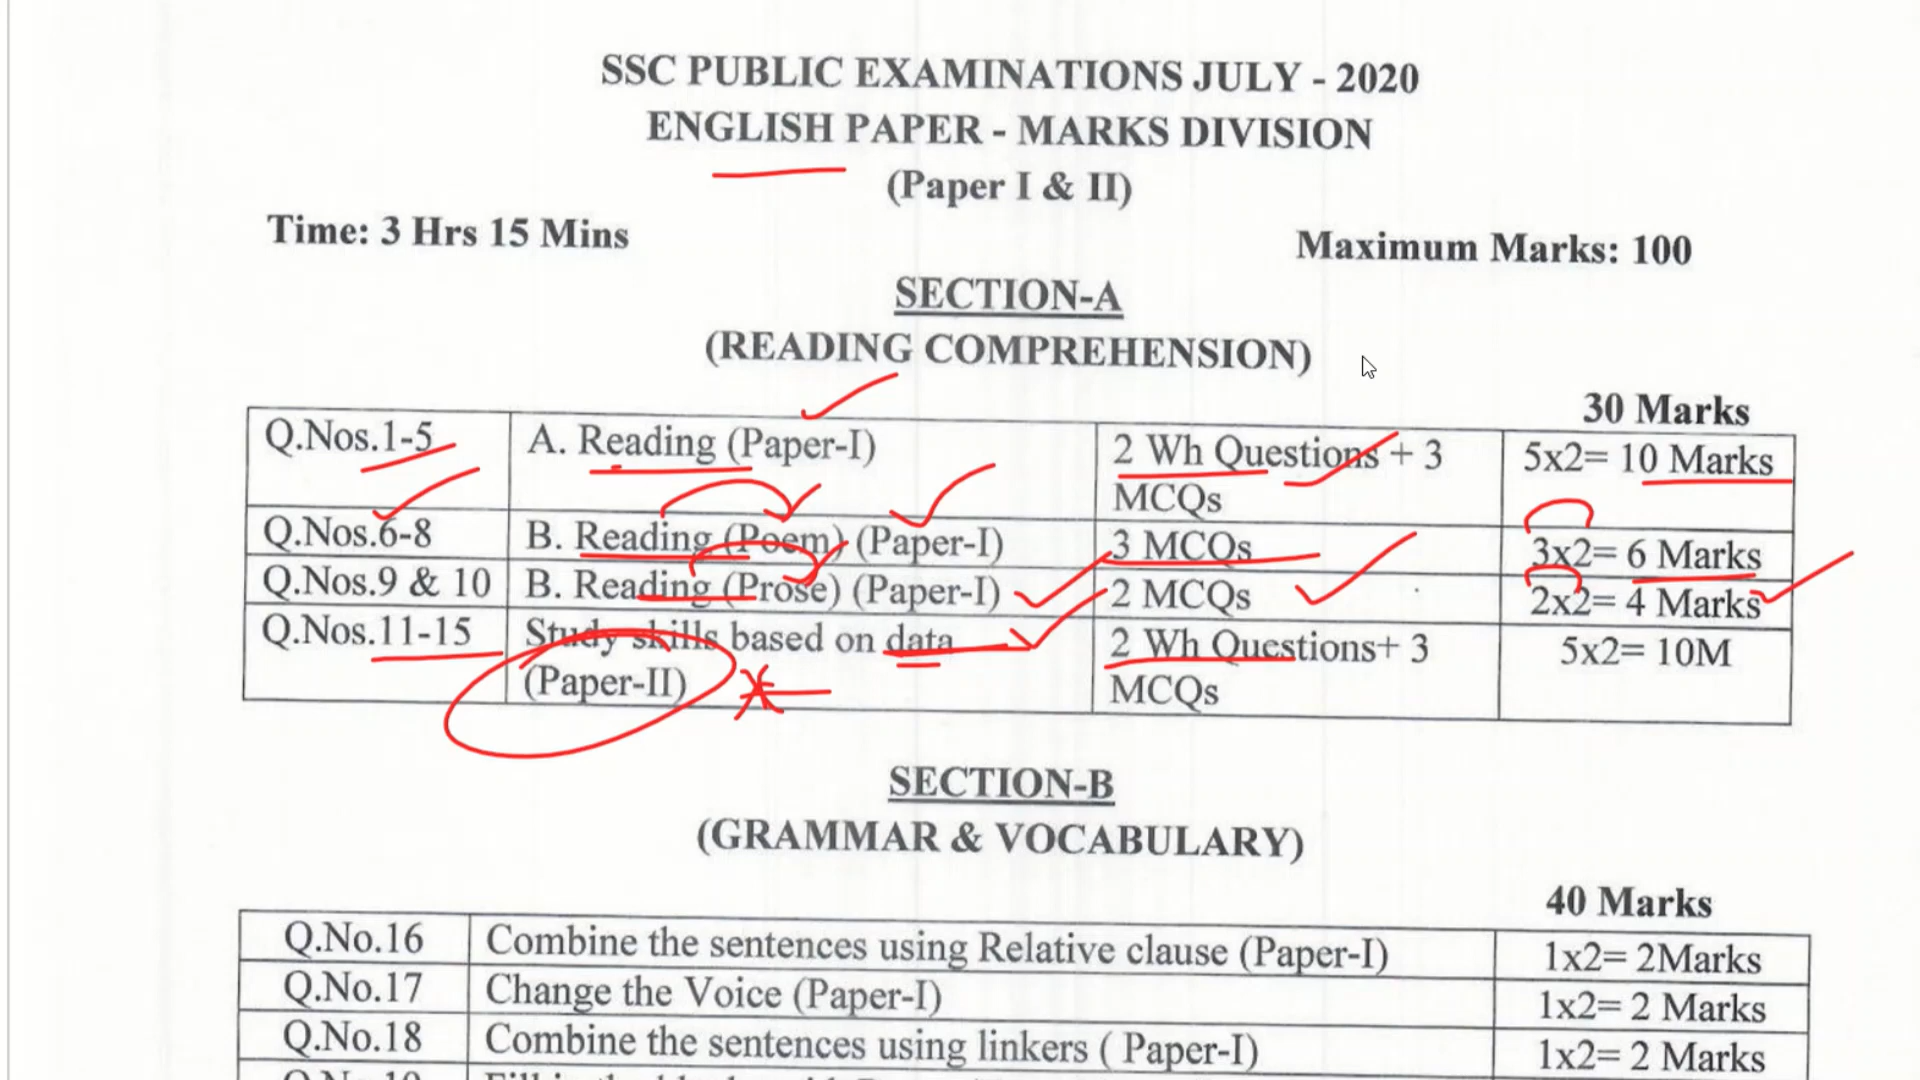 SSC PUBLIC EXAMINATIONS JULY - 2020
ENGLISH PAPER - MARKS DIVISION
(Paper I & II)
Time: 3 Hrs 15 Mins
Maximum Marks: 100
SECTION-A
(READING COMPREHENSION)
30 Marks
Q.Nos.1-5 A. Reading (Paper-I) 2 Wh Questions + 3 5x2= 10 Marks
MCQs
Q.Nos.6-8 B. Reading (Poem) (Paper-I) 3 MCQs 3x2= 6 Marks
Q.Nos.9 & 10 B. Reading (Prose) (Paper-I) 2 MCQs 2x2= 4 Marks
Q.Nos.11-15 Study skills based on data 2 Wh Questions+ 3 5x2= 10M
(Paper-II) MCQs
SECTION-B
(GRAMMAR & VOCABULARY)
40 Marks
Q.No.16 Combine the sentences using Relative clause (Paper-I) 1x2= 2Marks
Q.No.17 Change the Voice (Paper-I) 1x2= 2 Marks
Q.No.18 Combine the sentences using linkers ( Paper-I) 1x2= 2 Marks